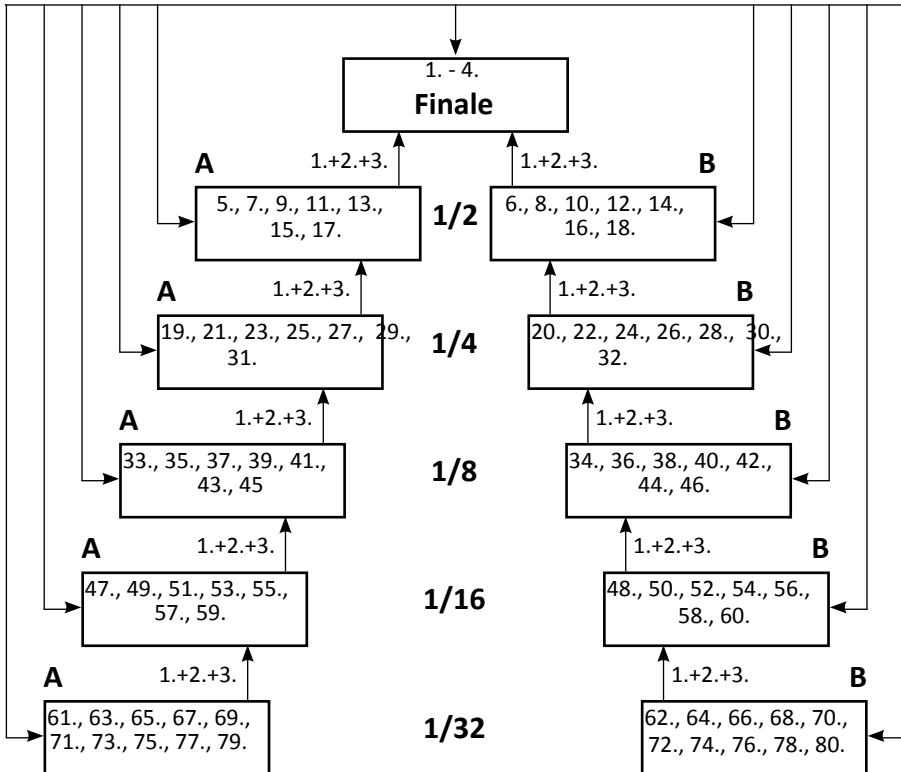 1. - 4.
Finale
A 1.+2.+3. 1.+2.+3. B
5., 7., 9., 11., 13.,
15., 17.
1/2
6., 8., 10., 12., 14.,
16., 18.
A 1.+2.+3. 1.+2.+3. B
19., 21., 23., 25., 27., 29.,
31.
1/4
20., 22., 24., 26., 28., 30.,
32.
A 1.+2.+3. 1.+2.+3. B
33., 35., 37., 39., 41.,
43., 45
1/8
34., 36., 38., 40., 42.,
44., 46.
A 1.+2.+3. 1.+2.+3. B
47., 49., 51., 53., 55.,
57., 59.
1/16
48., 50., 52., 54., 56.,
58., 60.
A 1.+2.+3. 1.+2.+3. B
61., 63., 65., 67., 69.,
71., 73., 75., 77., 79.
1/32
62., 64., 66., 68., 70.,
72., 74., 76., 78., 80.